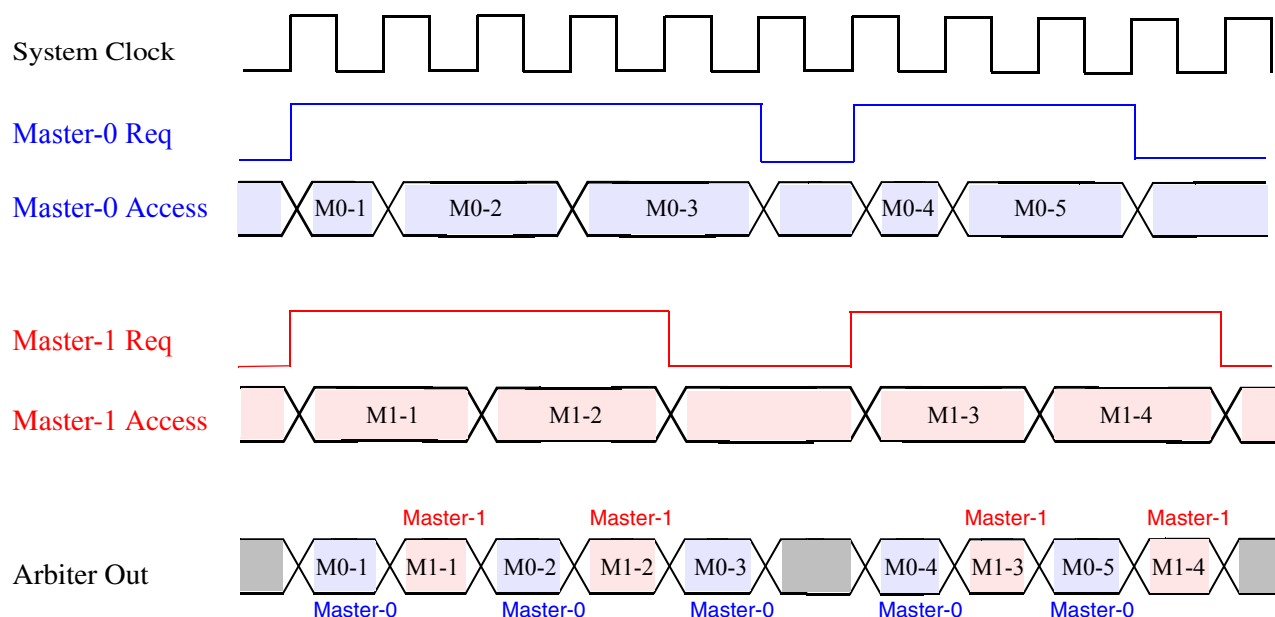 System Clock
Master-0 Req
Master-0 Access M0-1 M0-2 M0-3 M0-4 M0-5
Master-1 Req
Master-1 Access M1-1 M1-2 M1-3 M1-4
Master-1 Master-1 Master-1 Master-1
Arbiter Out M0-1 M1-1 M0-2 M1-2 M0-3 M0-4 M1-3 M0-5 M1-4
Master-0 Master-0 Master-0 Master-0 Master-0